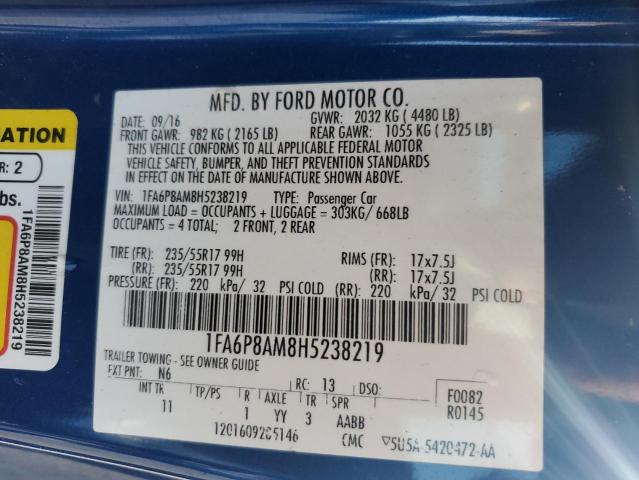 MFD. BY FORD MOTOR CO.
DATE: 09/16 GVWR: 2032 KG ( 4480 LB)
FRONT GAWR: 982 KG ( 2165 LB) REAR GAWR: 1055 KG ( 2325 LB)
THIS VEHICLE CONFORMS TO ALL APPLICABLE FEDERAL MOTOR
VEHICLE SAFETY, BUMPER, AND THEFT PREVENTION STANDARDS
IN EFFECT ON THE DATE OF MANUFACTURE SHOWN ABOVE.
VIN: 1FA6P8AM8H5238219 TYPE: Passenger Car
MAXIMUM LOAD = OCCUPANTS + LUGGAGE = 303KG/ 668LB
OCCUPANTS = 4 TOTAL; 2 FRONT, 2 REAR
TIRE (FR): 235/55R17 99H RIMS (FR): 17x7.5J
(RR): 235/55R17 99H (RR): 17x7.5J
PRESSURE (FR): 220 kPa/ 32 PSI COLD (RR): 220 kPa/ 32 PSI COLD
1FA6P8AM8H5238219
TRAILER TOWING - SEE OWNER GUIDE
EXT PNT: N6 RC: 13 DSO: F0082
INT TR TP/PS R AXLE TR SPR R0145
11 1 YY 3 AABB
CMC 5U5A-5420472-AA
ATION
R: 2
bs.
1FA6P8AM8H5238219